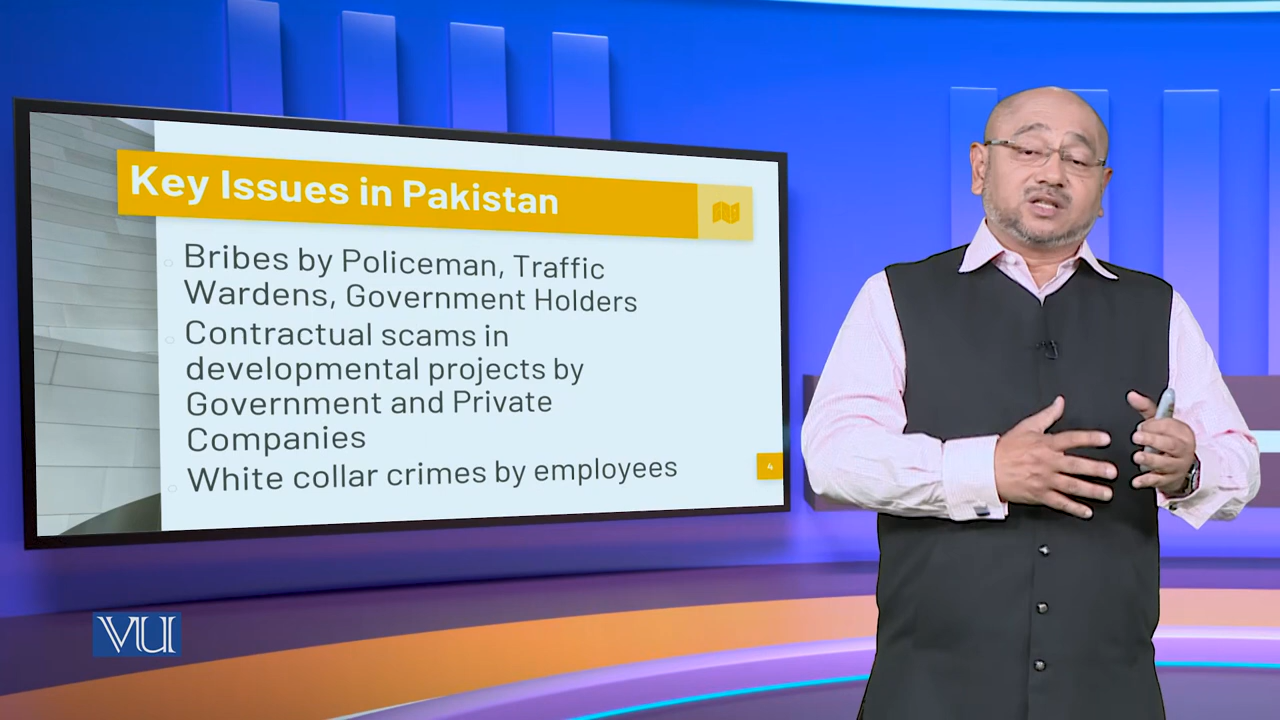 Key Issues in Pakistan
Bribes by Policeman, Traffic
Wardens, Government Holders
Contractual scams in
developmental projects by
Government and Private
Companies
White collar crimes by employees
4
VU